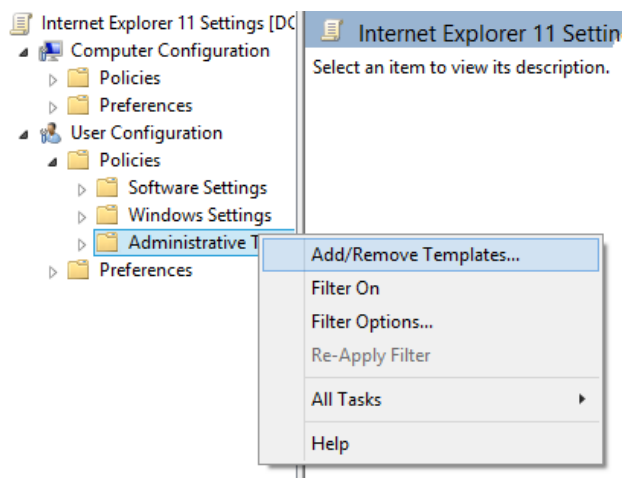 Internet Explorer 11 Settings [DC
Computer Configuration
Policies
Preferences
User Configuration
Policies
Software Settings
Windows Settings
Administrative T
Preferences
Internet Explorer 11 Settin
Select an item to view its description.
Add/Remove Templates...
Filter On
Filter Options...
Re-Apply Filter
All Tasks
Help